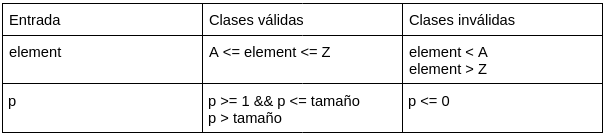 Entrada Clases válidas Clases inválidas
element A <= element <= Z element < A
element > Z
p p >= 1 && p <= tamaño p <= 0
p > tamaño